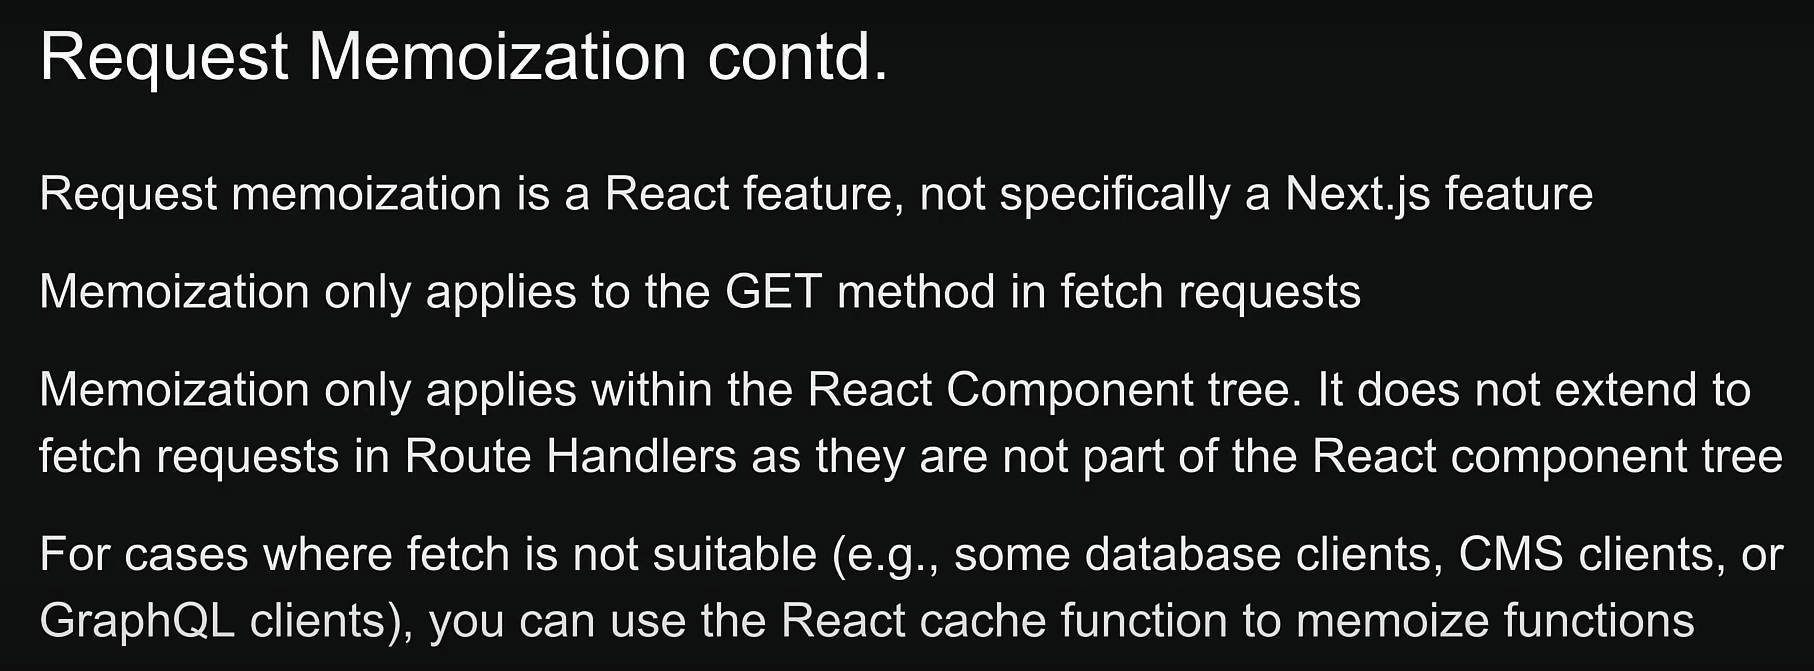 Request Memoization contd.
Request memoization is a React feature, not specifically a Next.js feature
Memoization only applies to the GET method in fetch requests
Memoization only applies within the React Component tree. It does not extend to
fetch requests in Route Handlers as they are not part of the React component tree
For cases where fetch is not suitable (e.g., some database clients, CMS clients, or
GraphQL clients), you can use the React cache function to memoize functions